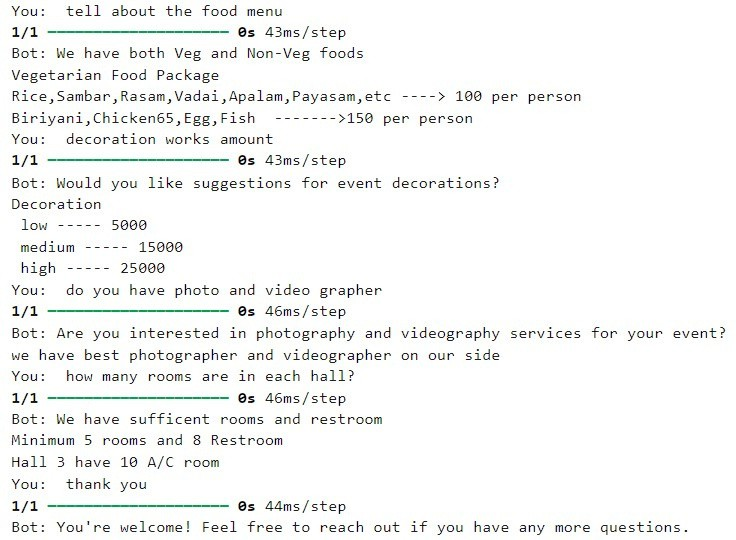 You:  tell about the food menu
1/1 ━━━━━━━━━━━━━━━━━━━━ 0s 43ms/step
Bot: We have both Veg and Non-Veg foods
Vegetarian Food Package
Rice,Sambar,Rasam,Vadai,Apalam,Payasam,etc ----> 100 per person
Biriyani,Chicken65,Egg,Fish  ------->150 per person
You:  decoration works amount
1/1 ━━━━━━━━━━━━━━━━━━━━ 0s 43ms/step
Bot: Would you like suggestions for event decorations?
Decoration
 low ----- 5000
 medium ----- 15000
 high ----- 25000
You:  do you have photo and video grapher
1/1 ━━━━━━━━━━━━━━━━━━━━ 0s 46ms/step
Bot: Are you interested in photography and videography services for your event?
we have best photographer and videographer on our side
You:  how many rooms are in each hall?
1/1 ━━━━━━━━━━━━━━━━━━━━ 0s 46ms/step
Bot: We have sufficent rooms and restroom
Minimum 5 rooms and 8 Restroom
Hall 3 have 10 A/C room
You:  thank you
1/1 ━━━━━━━━━━━━━━━━━━━━ 0s 44ms/step
Bot: You're welcome! Feel free to reach out if you have any more questions.